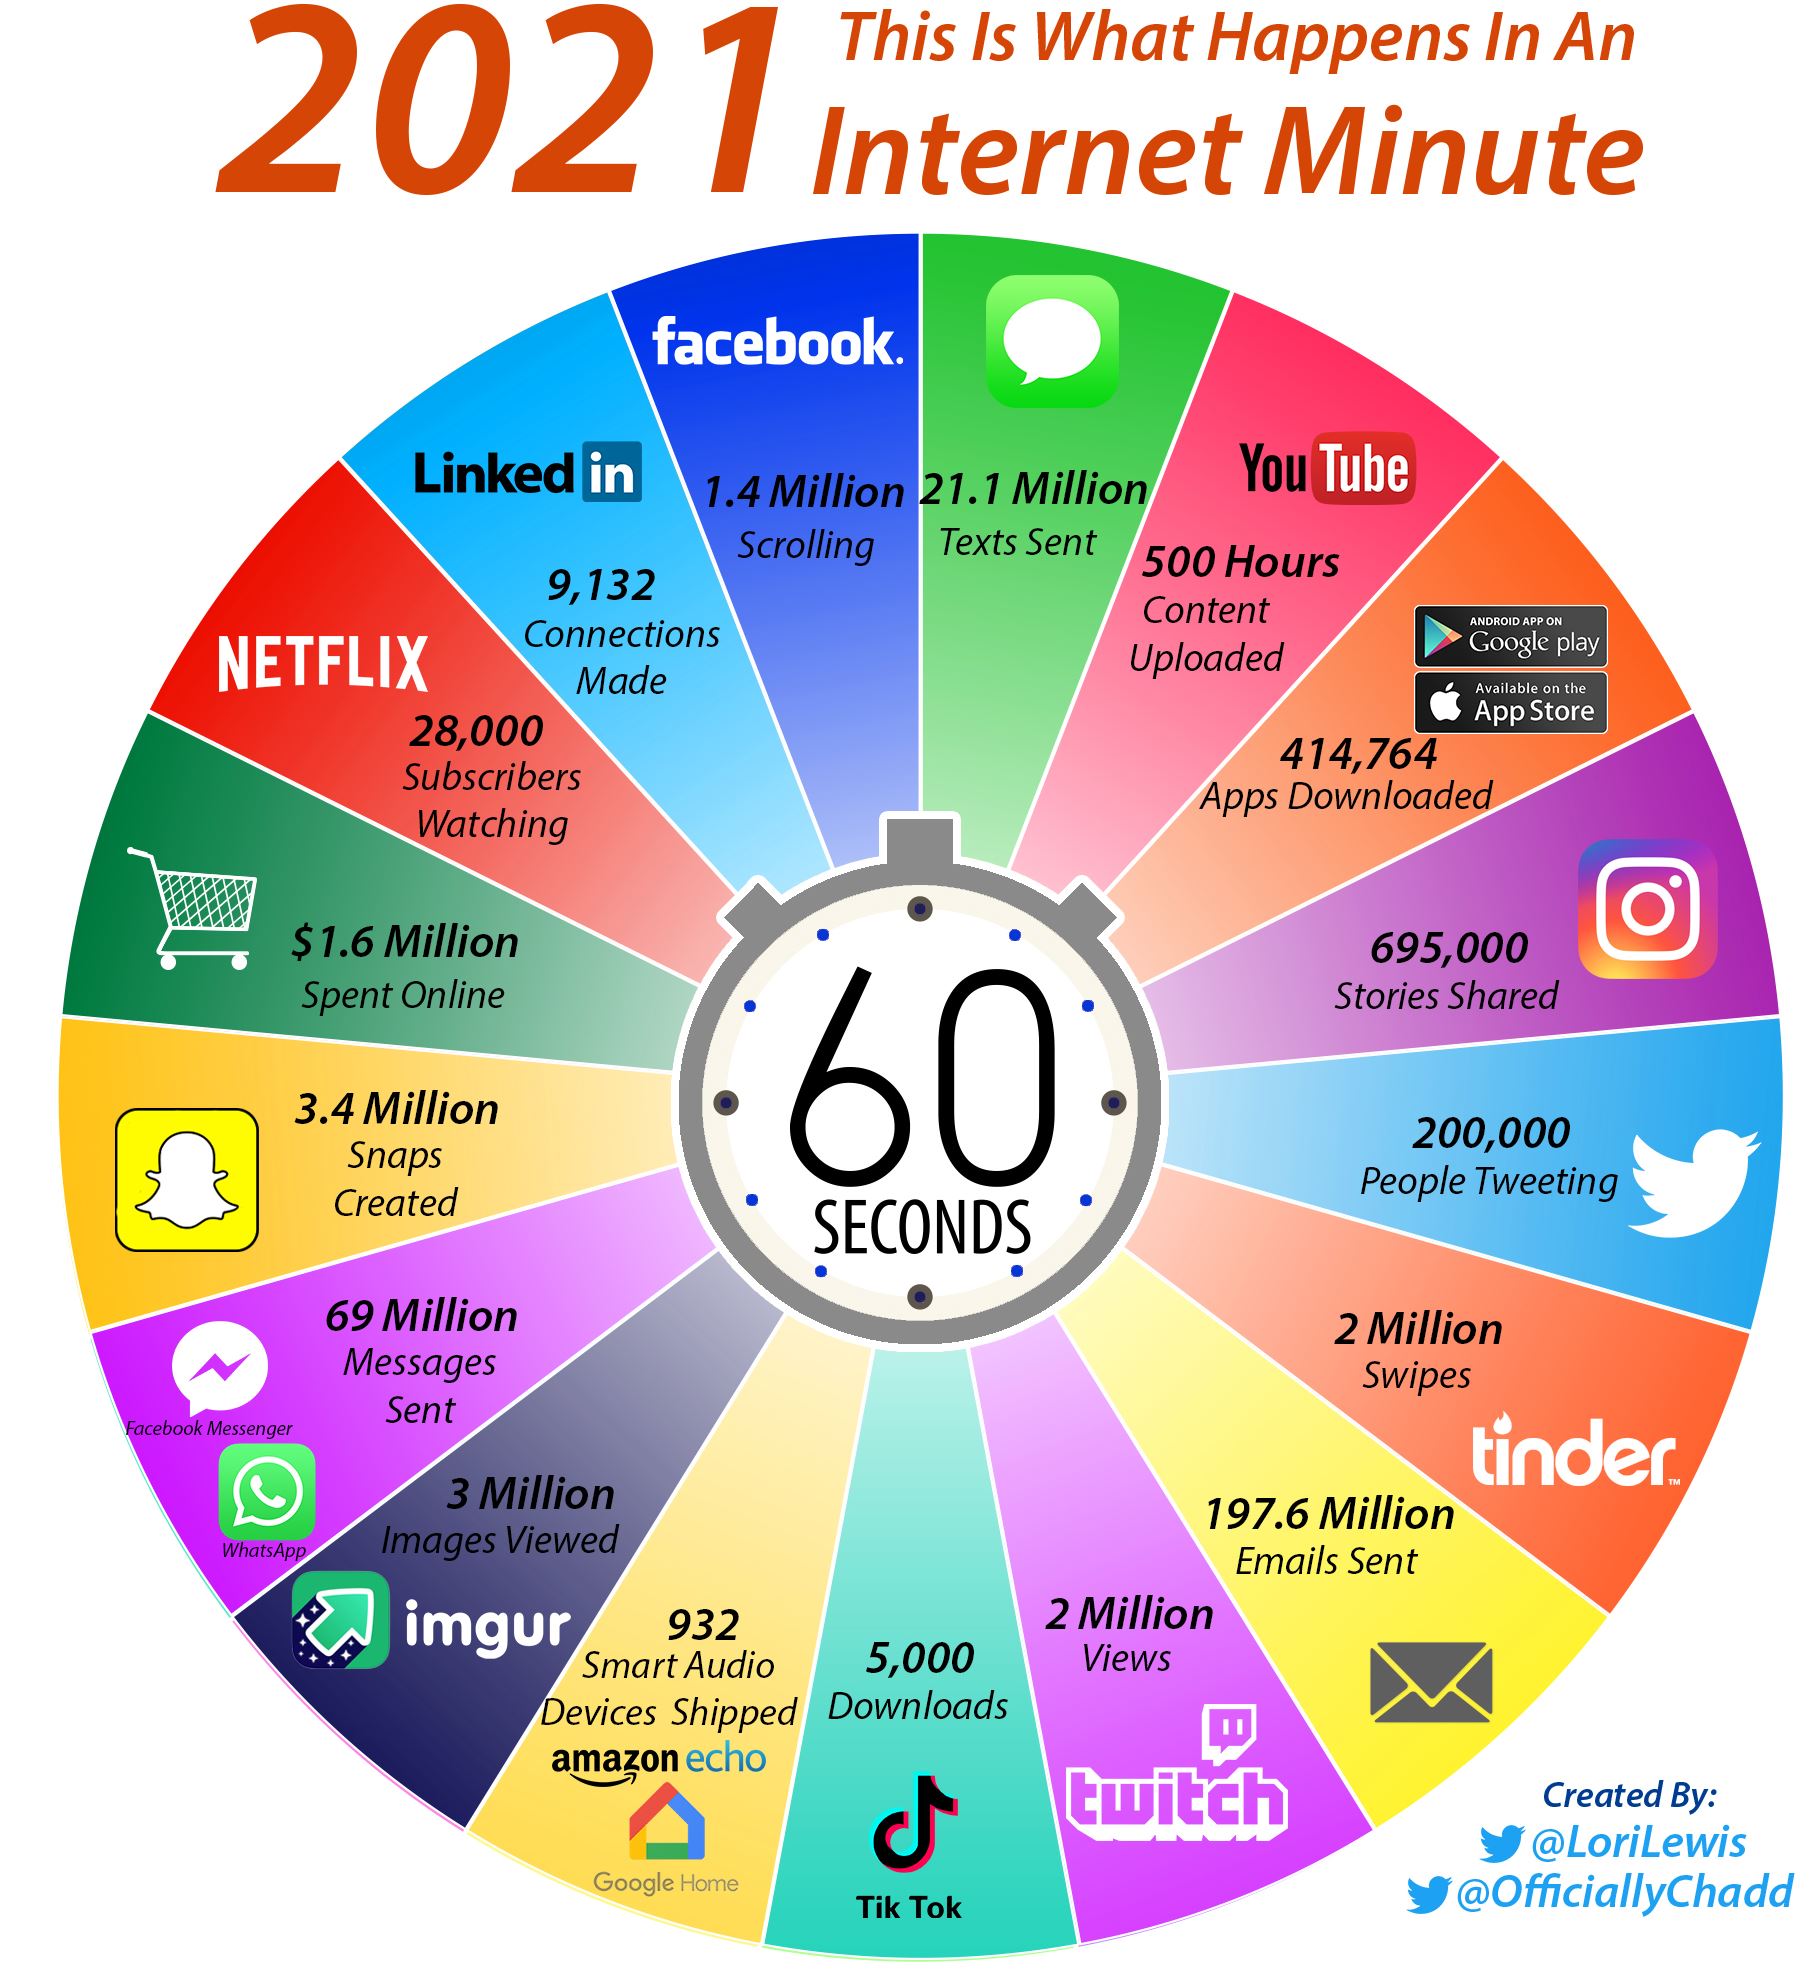 2021
This Is What Happens In An
Internet Minute
facebook.
1.4 Million
Scrolling
21.1 Million
Texts Sent
YouTube
500 Hours
Content
Uploaded
ANDROID APP ON
Google play
Available on the
App Store
414,764
Apps Downloaded
695,000
Stories Shared
200,000
People Tweeting
2 Million
Swipes
tinder™
197.6 Million
Emails Sent
2 Million
Views
twitch
5,000
Downloads
Tik Tok
932
Smart Audio
Devices Shipped
amazon echo
Google Home
3 Million
Images Viewed
imgur
69 Million
Messages
Sent
Facebook Messenger
WhatsApp
3.4 Million
Snaps
Created
$1.6 Million
Spent Online
NETFLIX
28,000
Subscribers
Watching
Linked in
9,132
Connections
Made
60
SECONDS
Created By:
@LoriLewis
@OfficiallyChadd